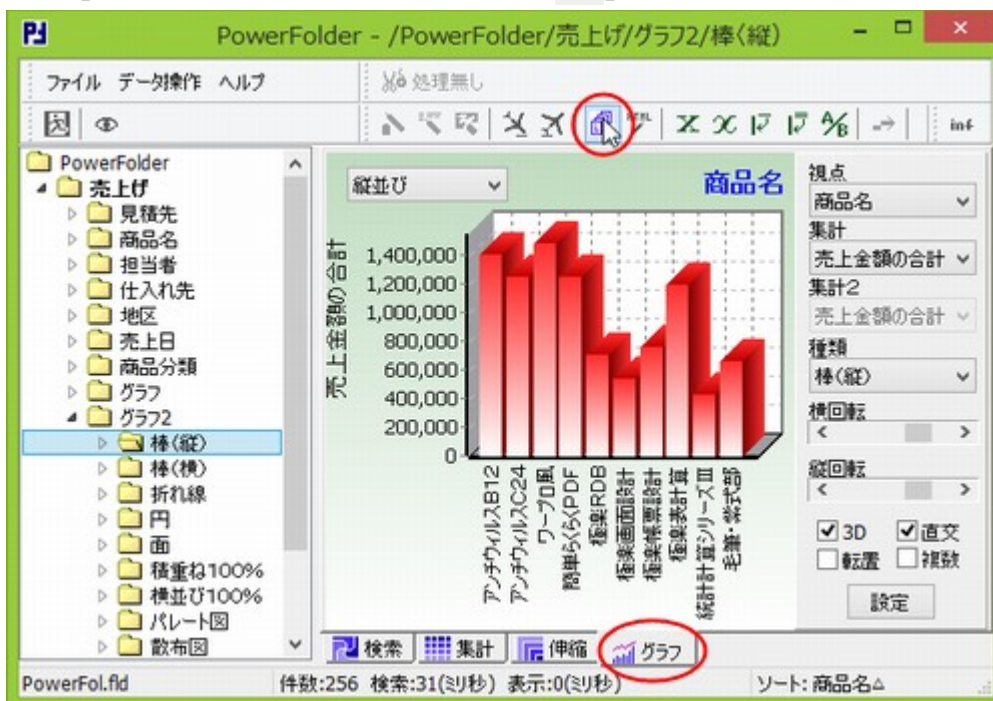 PowerFolder - /PowerFolder/売上げ/グラフ2/棒(縦)
ファイル データ操作 ヘルプ
処理無し
inf
PowerFolder
売上げ
見積先
商品名
担当者
仕入れ先
地区
売上日
商品分類
グラフ
グラフ2
棒(縦)
棒(横)
折れ線
円
面
積重ね100%
横並び100%
パレート図
散布図
縦並び
商品名
売上金額の合計
1,400,000
1,200,000
1,000,000
800,000
600,000
400,000
200,000
0
アンチウィルスB12
アンチウィルスC24
ワープロ風
簡単らくらくPDF
極楽RDB
極楽画面設計
極楽帳票設計
極楽表計算
統計計算シリーズⅢ
毛筆・紫式部
視点
商品名
集計
売上金額の合計
集計2
売上金額の合計
種類
棒(縦)
横回転
縦回転
3D 直交
転置 複数
設定
検索 集計 伸縮 グラフ
PowerFol.fld 件数:256 検索:31(ミリ秒) 表示:0(ミリ秒) ソート: 商品名△